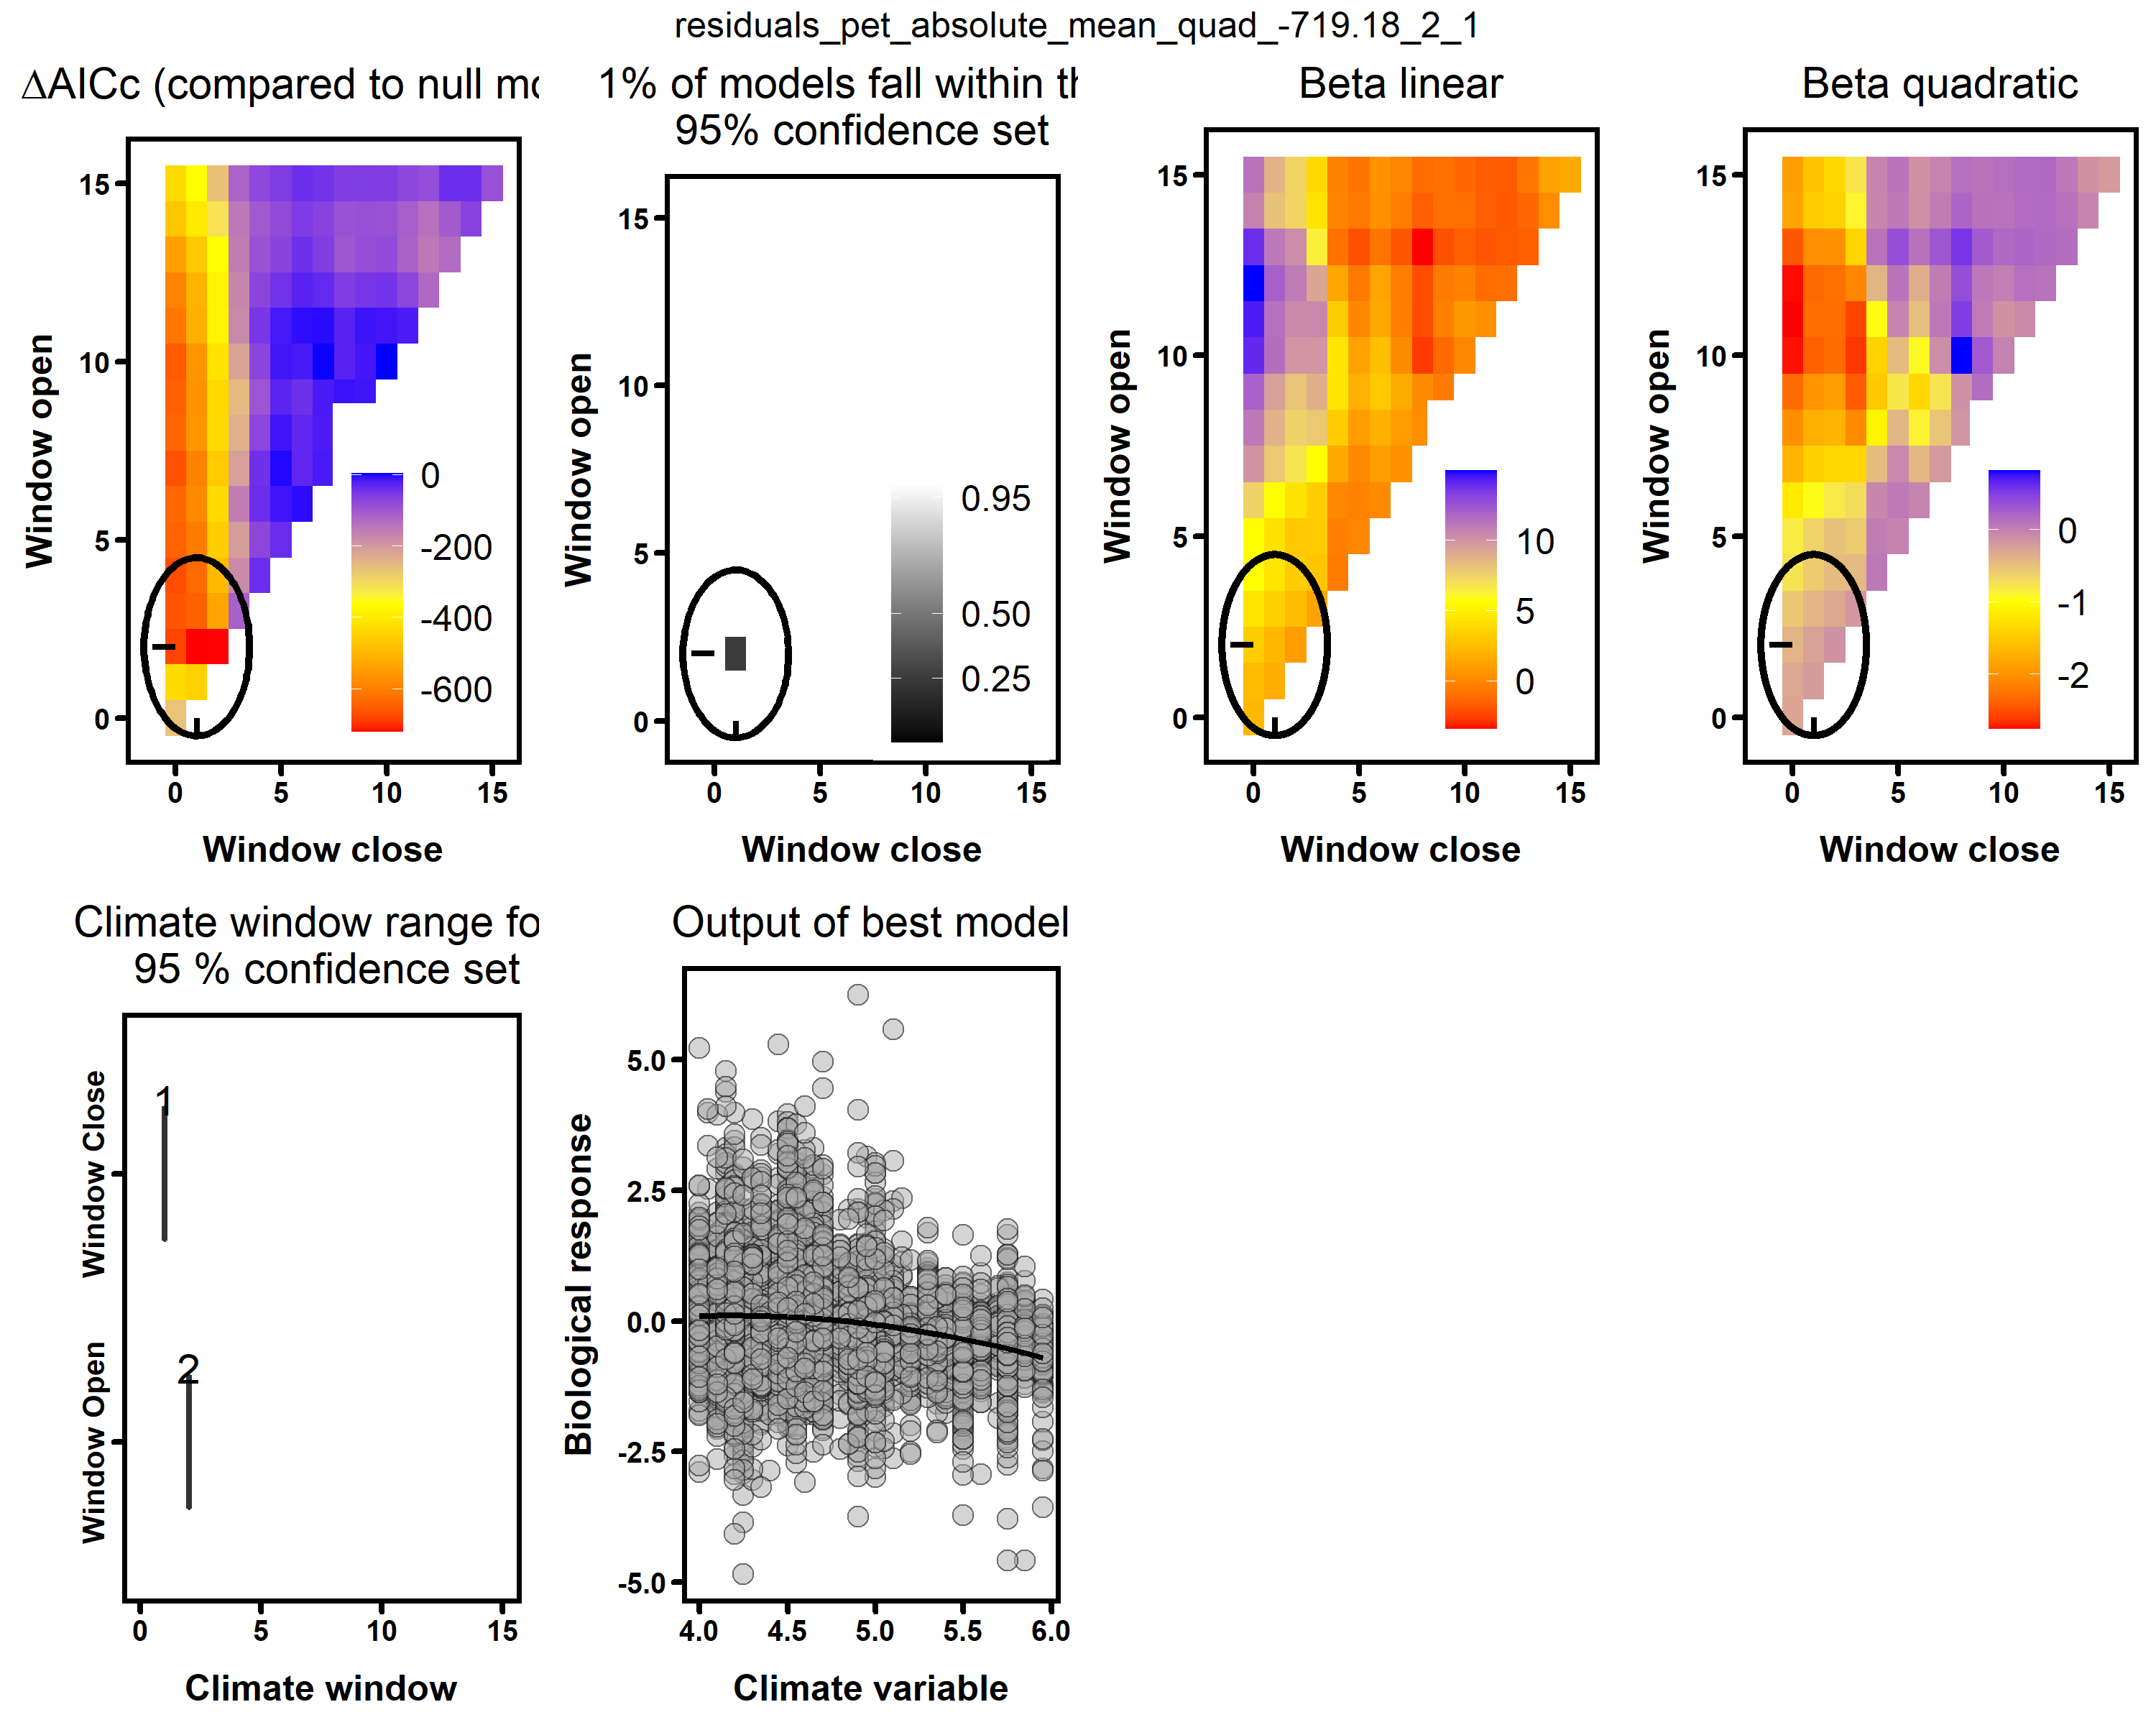 residuals_pet_absolute_mean_quad_-719.18_2_1
ΔAICc (compared to null mo
Window open
15
10
5
0
0
-200
-400
-600
0 5 10 15
Window close
1% of models fall within th
95% confidence set
Window open
15
10
5
0
0.95
0.50
0.25
0 5 10 15
Window close
Beta linear
Window open
15
10
5
0
10
5
0
0 5 10 15
Window close
Beta quadratic
Window open
15
10
5
0
0
-1
-2
0 5 10 15
Window close
Climate window range fo
95 % confidence set
Window Close
1
Window Open
2
0 5 10 15
Climate window
Output of best model
Biological response
5.0
2.5
0.0
-2.5
-5.0
4.0 4.5 5.0 5.5 6.0
Climate variable